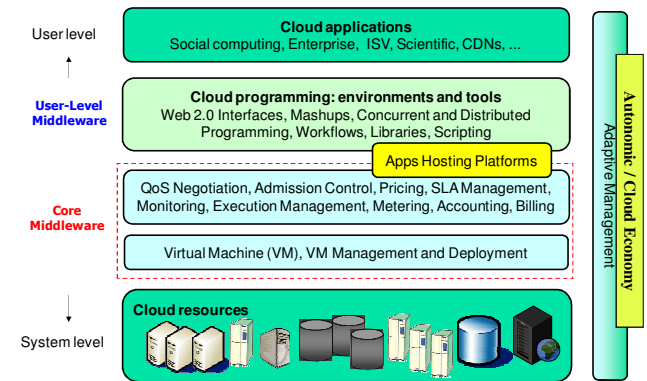 User level
Cloud applications
Social computing, Enterprise, ISV, Scientific, CDNs, ...
User-Level
Middleware
Cloud programming: environments and tools
Web 2.0 Interfaces, Mashups, Concurrent and Distributed
Programming, Workflows, Libraries, Scripting
Apps Hosting Platforms
Core
Middleware
QoS Negotiation, Admission Control, Pricing, SLA Management,
Monitoring, Execution Management, Metering, Accounting, Billing
Virtual Machine (VM), VM Management and Deployment
System level
Cloud resources
Adaptive Management
Autonomic / Cloud Economy